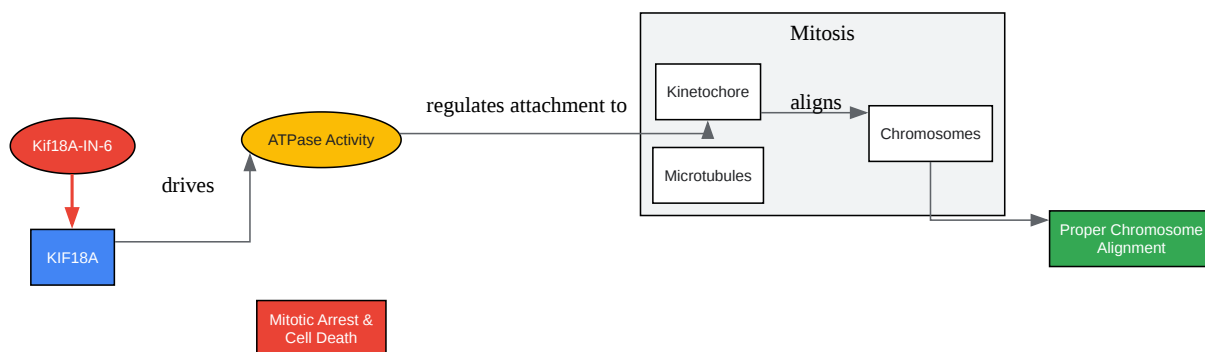 Mitosis
Kinetochore
aligns
regulates attachment to
Chromosomes
Kif18A-IN-6
ATPase Activity
Microtubules
drives
Proper Chromosome
Alignment
KIF18A
Mitotic Arrest &
Cell Death